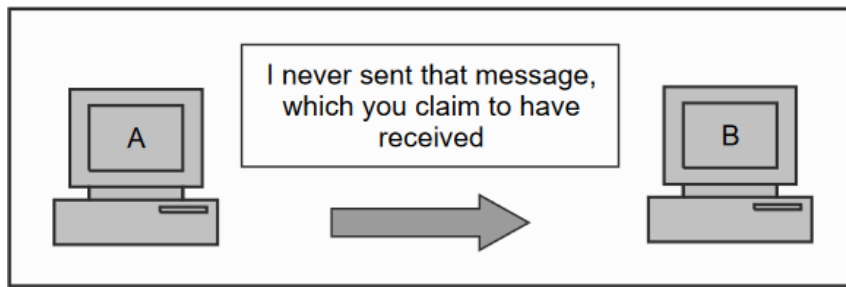 A
I never sent that message,
which you claim to have
received
B